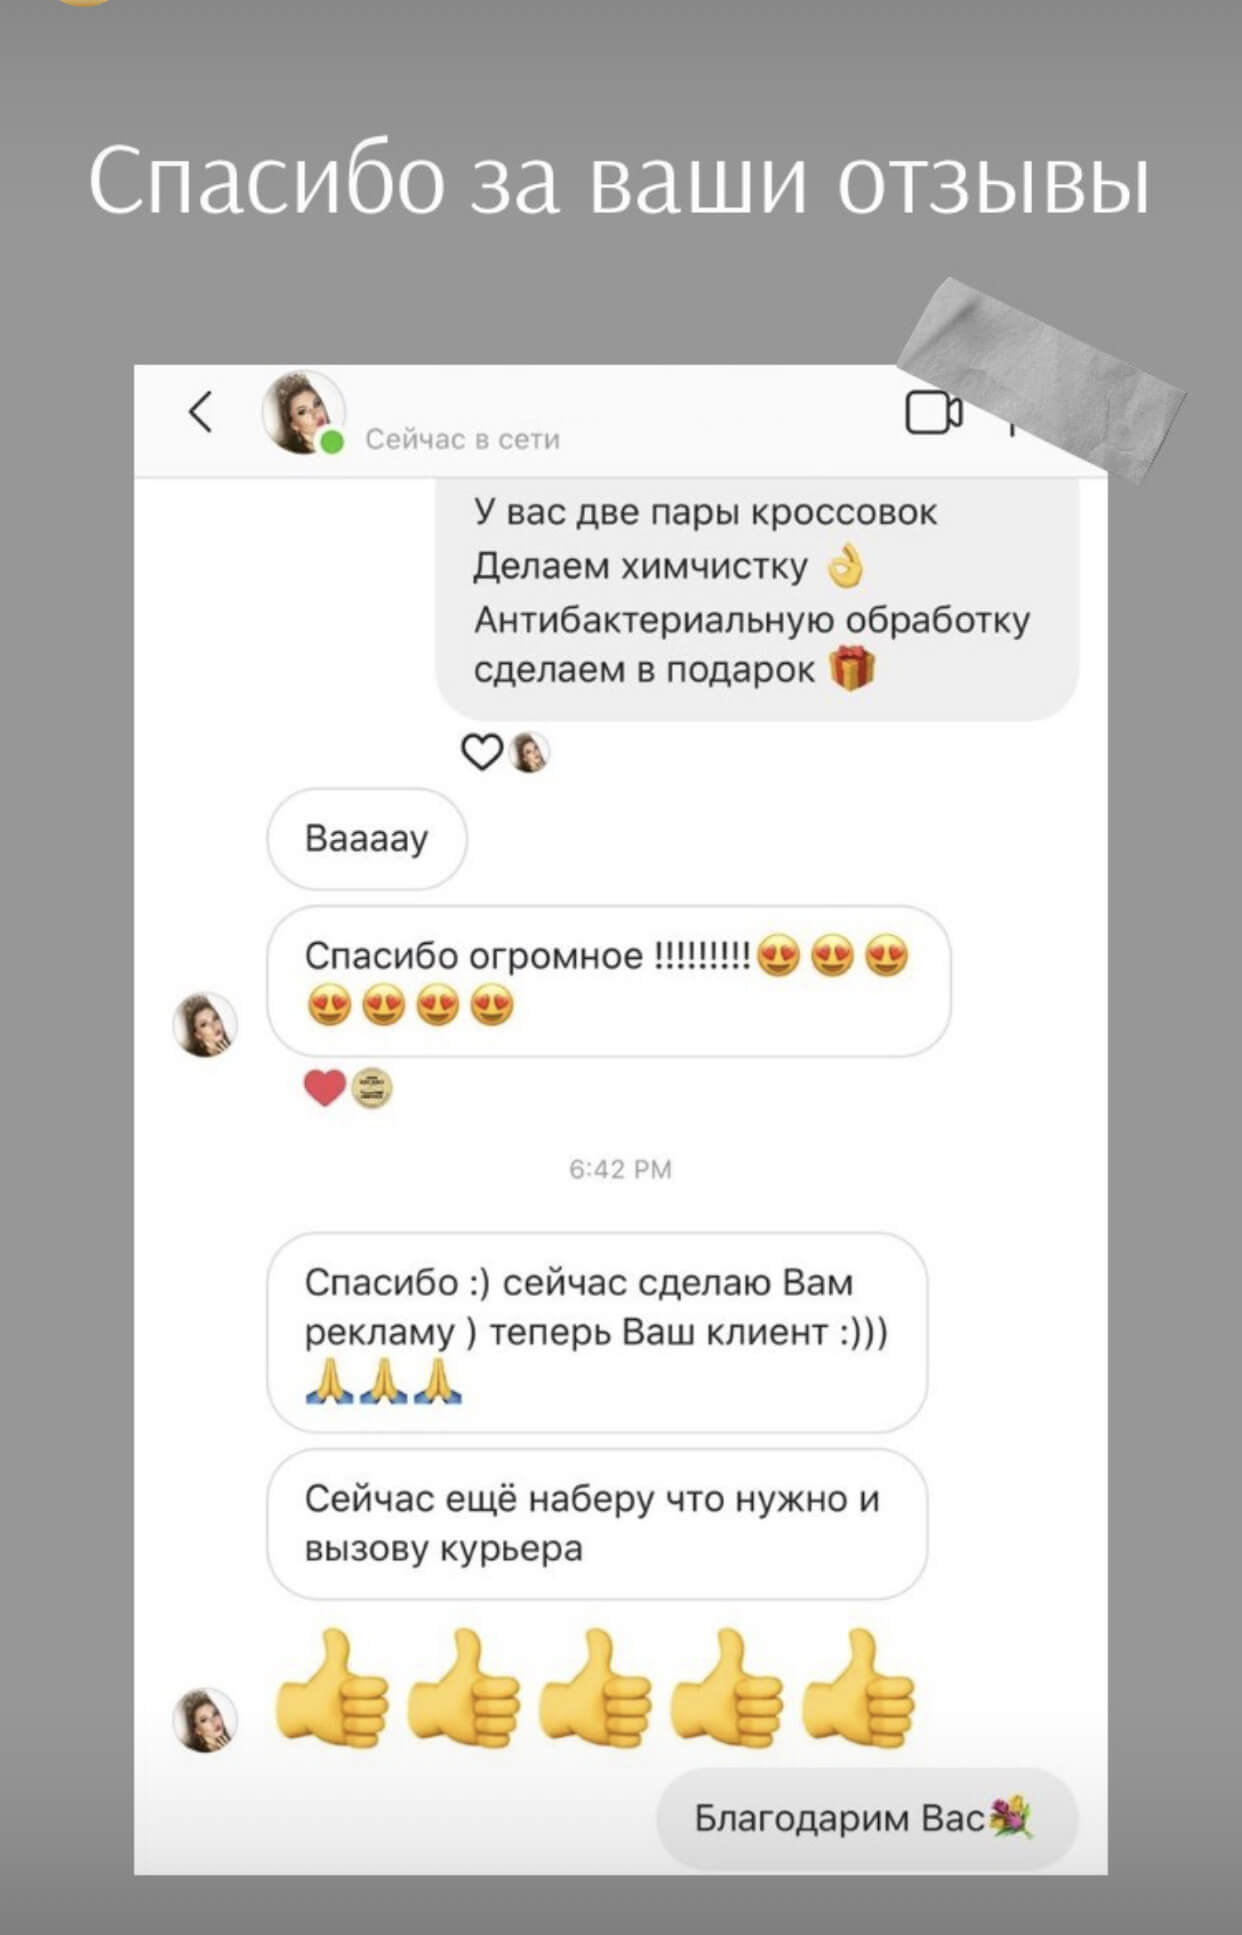 Спасибо за ваши отзывы
Сейчас в сети
У вас две пары кроссовок
Делаем химчистку 👌
Антибактериальную обработку
сделаем в подарок 🎁
Ваааау
Спасибо огромное !!!!!!!!!😍😍😍
😍😍😍😍
6:42 PM
Спасибо :) сейчас сделаю Вам
рекламу ) теперь Ваш клиент :)))
🙏🙏🙏
Сейчас ещё наберу что нужно и
вызову курьера
👍👍👍👍👍
Благодарим Вас💐